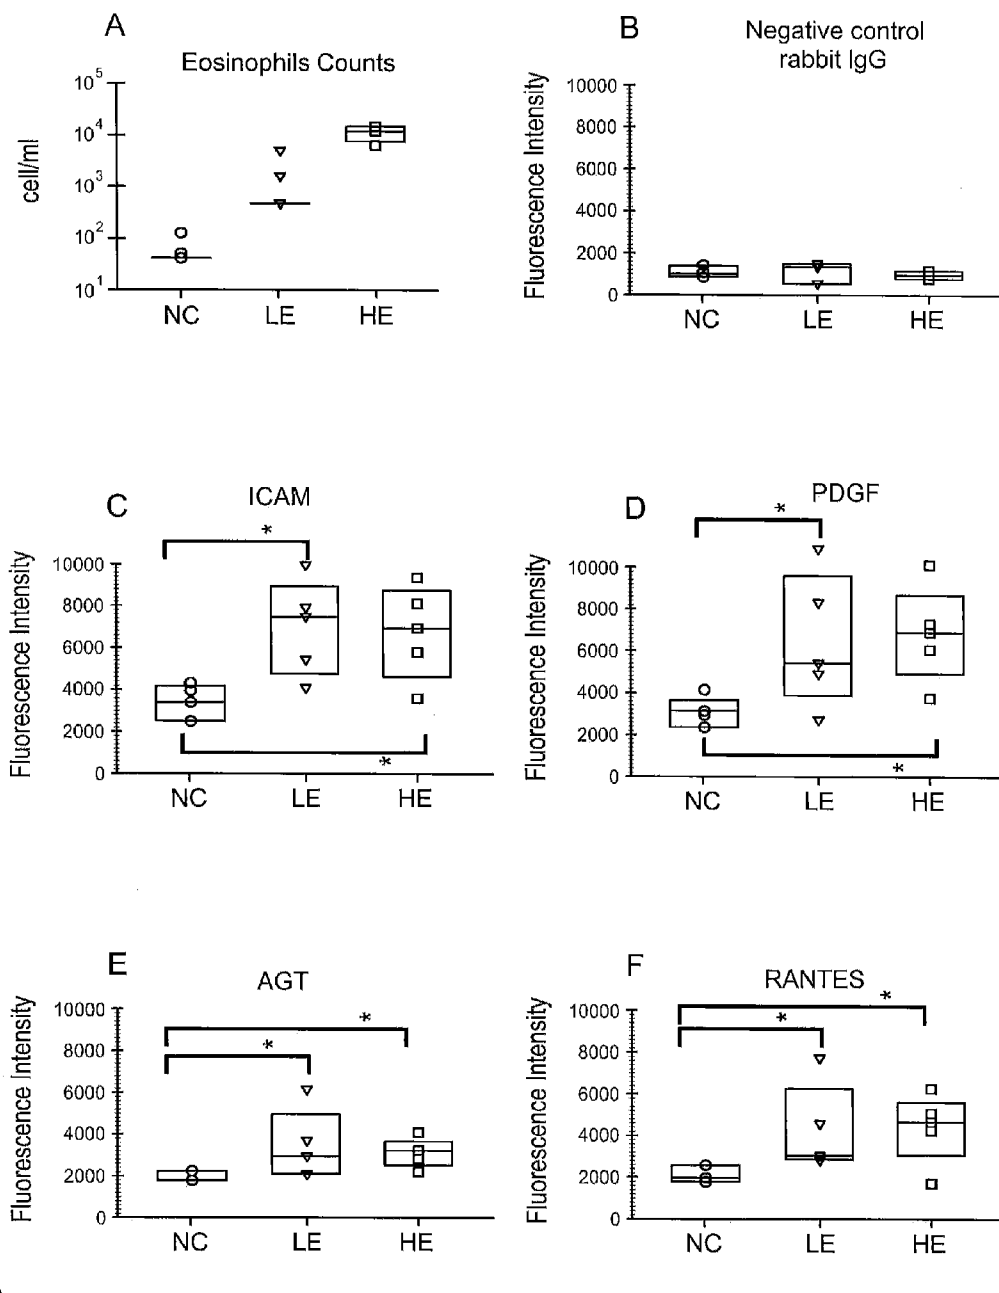 A
Eosinophils Counts
cell/ml
10^5
10^4
10^3
10^2
10^1
NC LE HE
B
Negative control
rabbit IgG
Fluorescence Intensity
10000
8000
6000
4000
2000
0
NC LE HE
C
ICAM
*
Fluorescence Intensity
10000
8000
6000
4000
2000
0
*
NC LE HE
D
PDGF
*
Fluorescence Intensity
10000
8000
6000
4000
2000
0
*
NC LE HE
E
AGT
*
*
Fluorescence Intensity
10000
8000
6000
4000
2000
0
NC LE HE
F
RANTES
*
*
Fluorescence Intensity
10000
8000
6000
4000
2000
0
NC LE HE